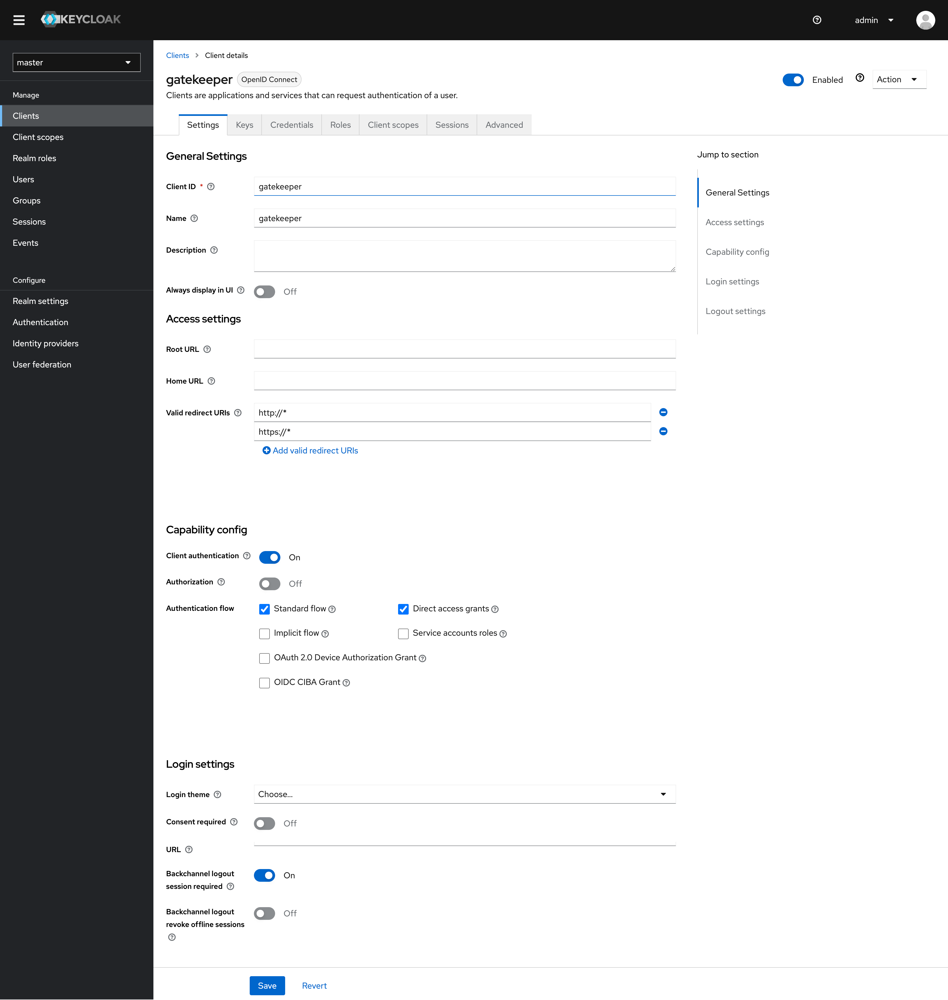 KEYCLOAK
admin
master
Manage
Clients
Client scopes
Realm roles
Users
Groups
Sessions
Events
Configure
Realm settings
Authentication
Identity providers
User federation
Clients > Client details
gatekeeper OpenID Connect
Enabled
Action
Clients are applications and services that can request authentication of a user.
Settings Keys Credentials Roles Client scopes Sessions Advanced
General Settings
Client ID * gatekeeper
Name gatekeeper
Description
Always display in UI Off
Access settings
Root URL
Home URL
Valid redirect URIs http://*
https://*
Add valid redirect URIs
Capability config
Client authentication On
Authorization Off
Authentication flow Standard flow Direct access grants
Implicit flow Service accounts roles
OAuth 2.0 Device Authorization Grant
OIDC CIBA Grant
Login settings
Login theme Choose...
Consent required Off
URL
Backchannel logout On
session required
Backchannel logout Off
revoke offline sessions
Save Revert
Jump to section
General Settings
Access settings
Capability config
Login settings
Logout settings